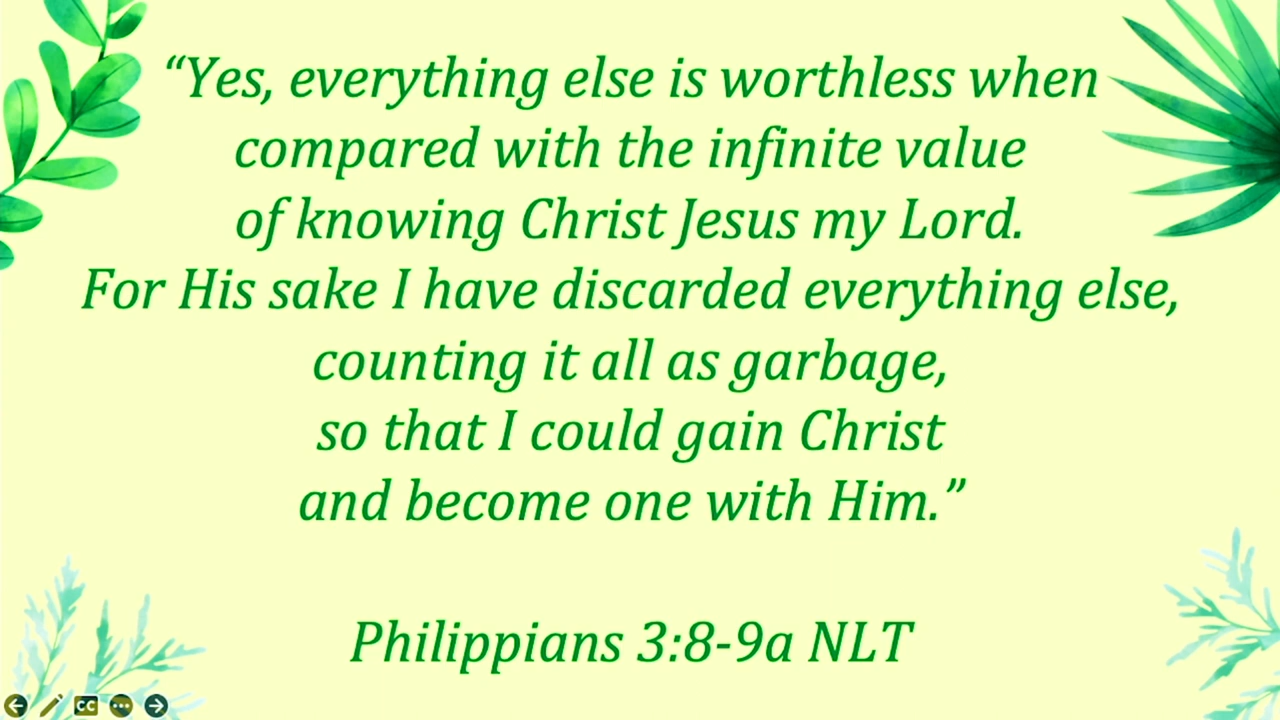 “Yes, everything else is worthless when
compared with the infinite value
of knowing Christ Jesus my Lord.
For His sake I have discarded everything else,
counting it all as garbage,
so that I could gain Christ
and become one with Him.”
Philippians 3:8-9a NLT
CC